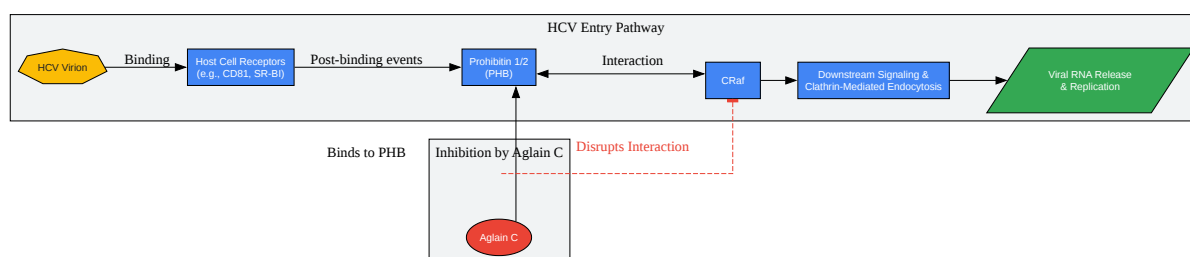 HCV Entry Pathway
HCV Virion
Binding
Host Cell Receptors
(e.g., CD81, SR-BI)
Post-binding events
Prohibitin 1/2
(PHB)
Interaction
CRaf
Downstream Signaling &
Clathrin-Mediated Endocytosis
Viral RNA Release
& Replication
Binds to PHB
Inhibition by Aglain C
Disrupts Interaction
Aglain C